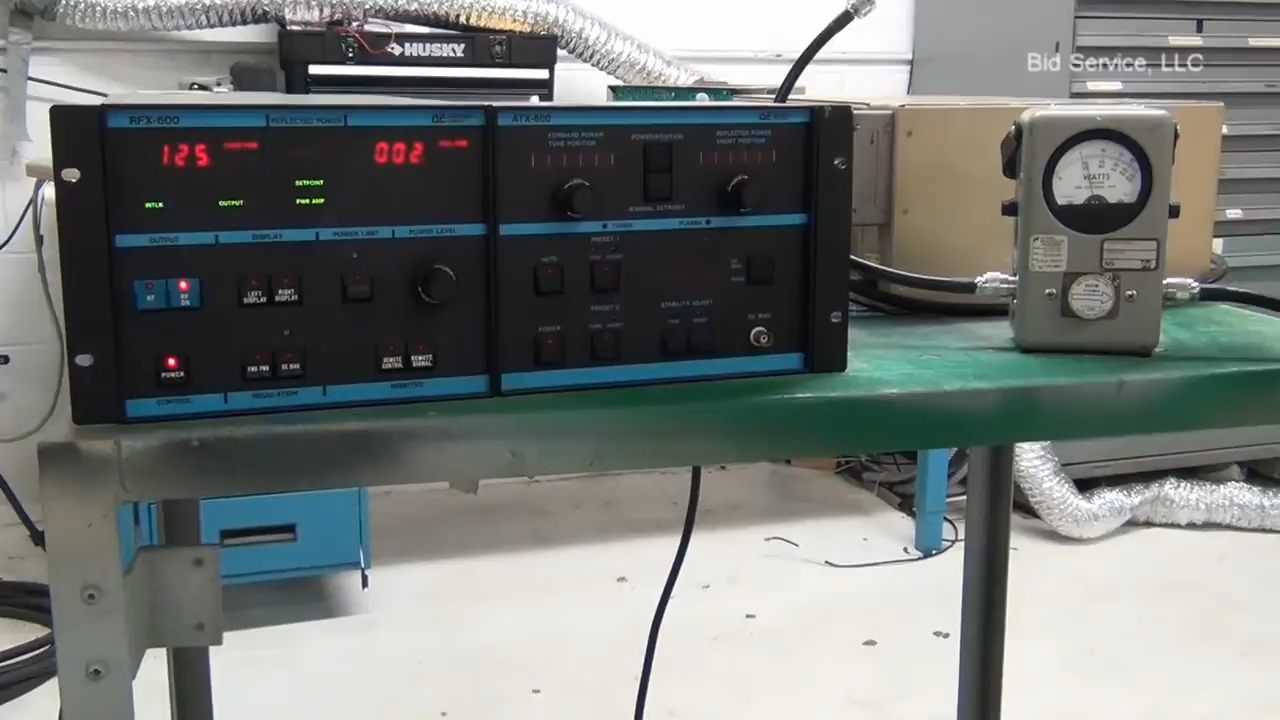 HUSKY
Bid Service, LLC
RFX-600
REFLECTED POWER
ATX-600
125
002
SETPOINT
INTLK
OUTPUT
PWR AMP
FORWARD POWER
TUNE POSITION
POWER/POSITION
REFLECTED POWER
LOAD POSITION
MANUAL SETPOINT
TUNER
PLASMA
OUTPUT
DISPLAY
POWER LIMIT
POWER LEVEL
RF
RF
ON
LEFT
DISPLAY
RIGHT
DISPLAY
POWER
FWD PWR
DC BIAS
REMOTE
CONTROL
REMOTE
SIGNAL
CONTROL
REGULATION
REMOTES
AUTO
PRESET 1
POWER
PRESET 2
STABILITY ADJUST
DC BIAS
WATTS